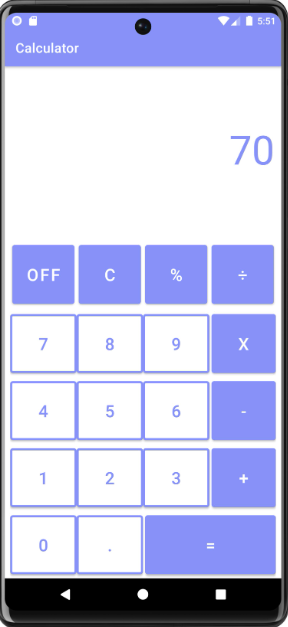 5:51
Calculator
70
OFF C % ÷
7 8 9 X
4 5 6 -
1 2 3 +
0 . =